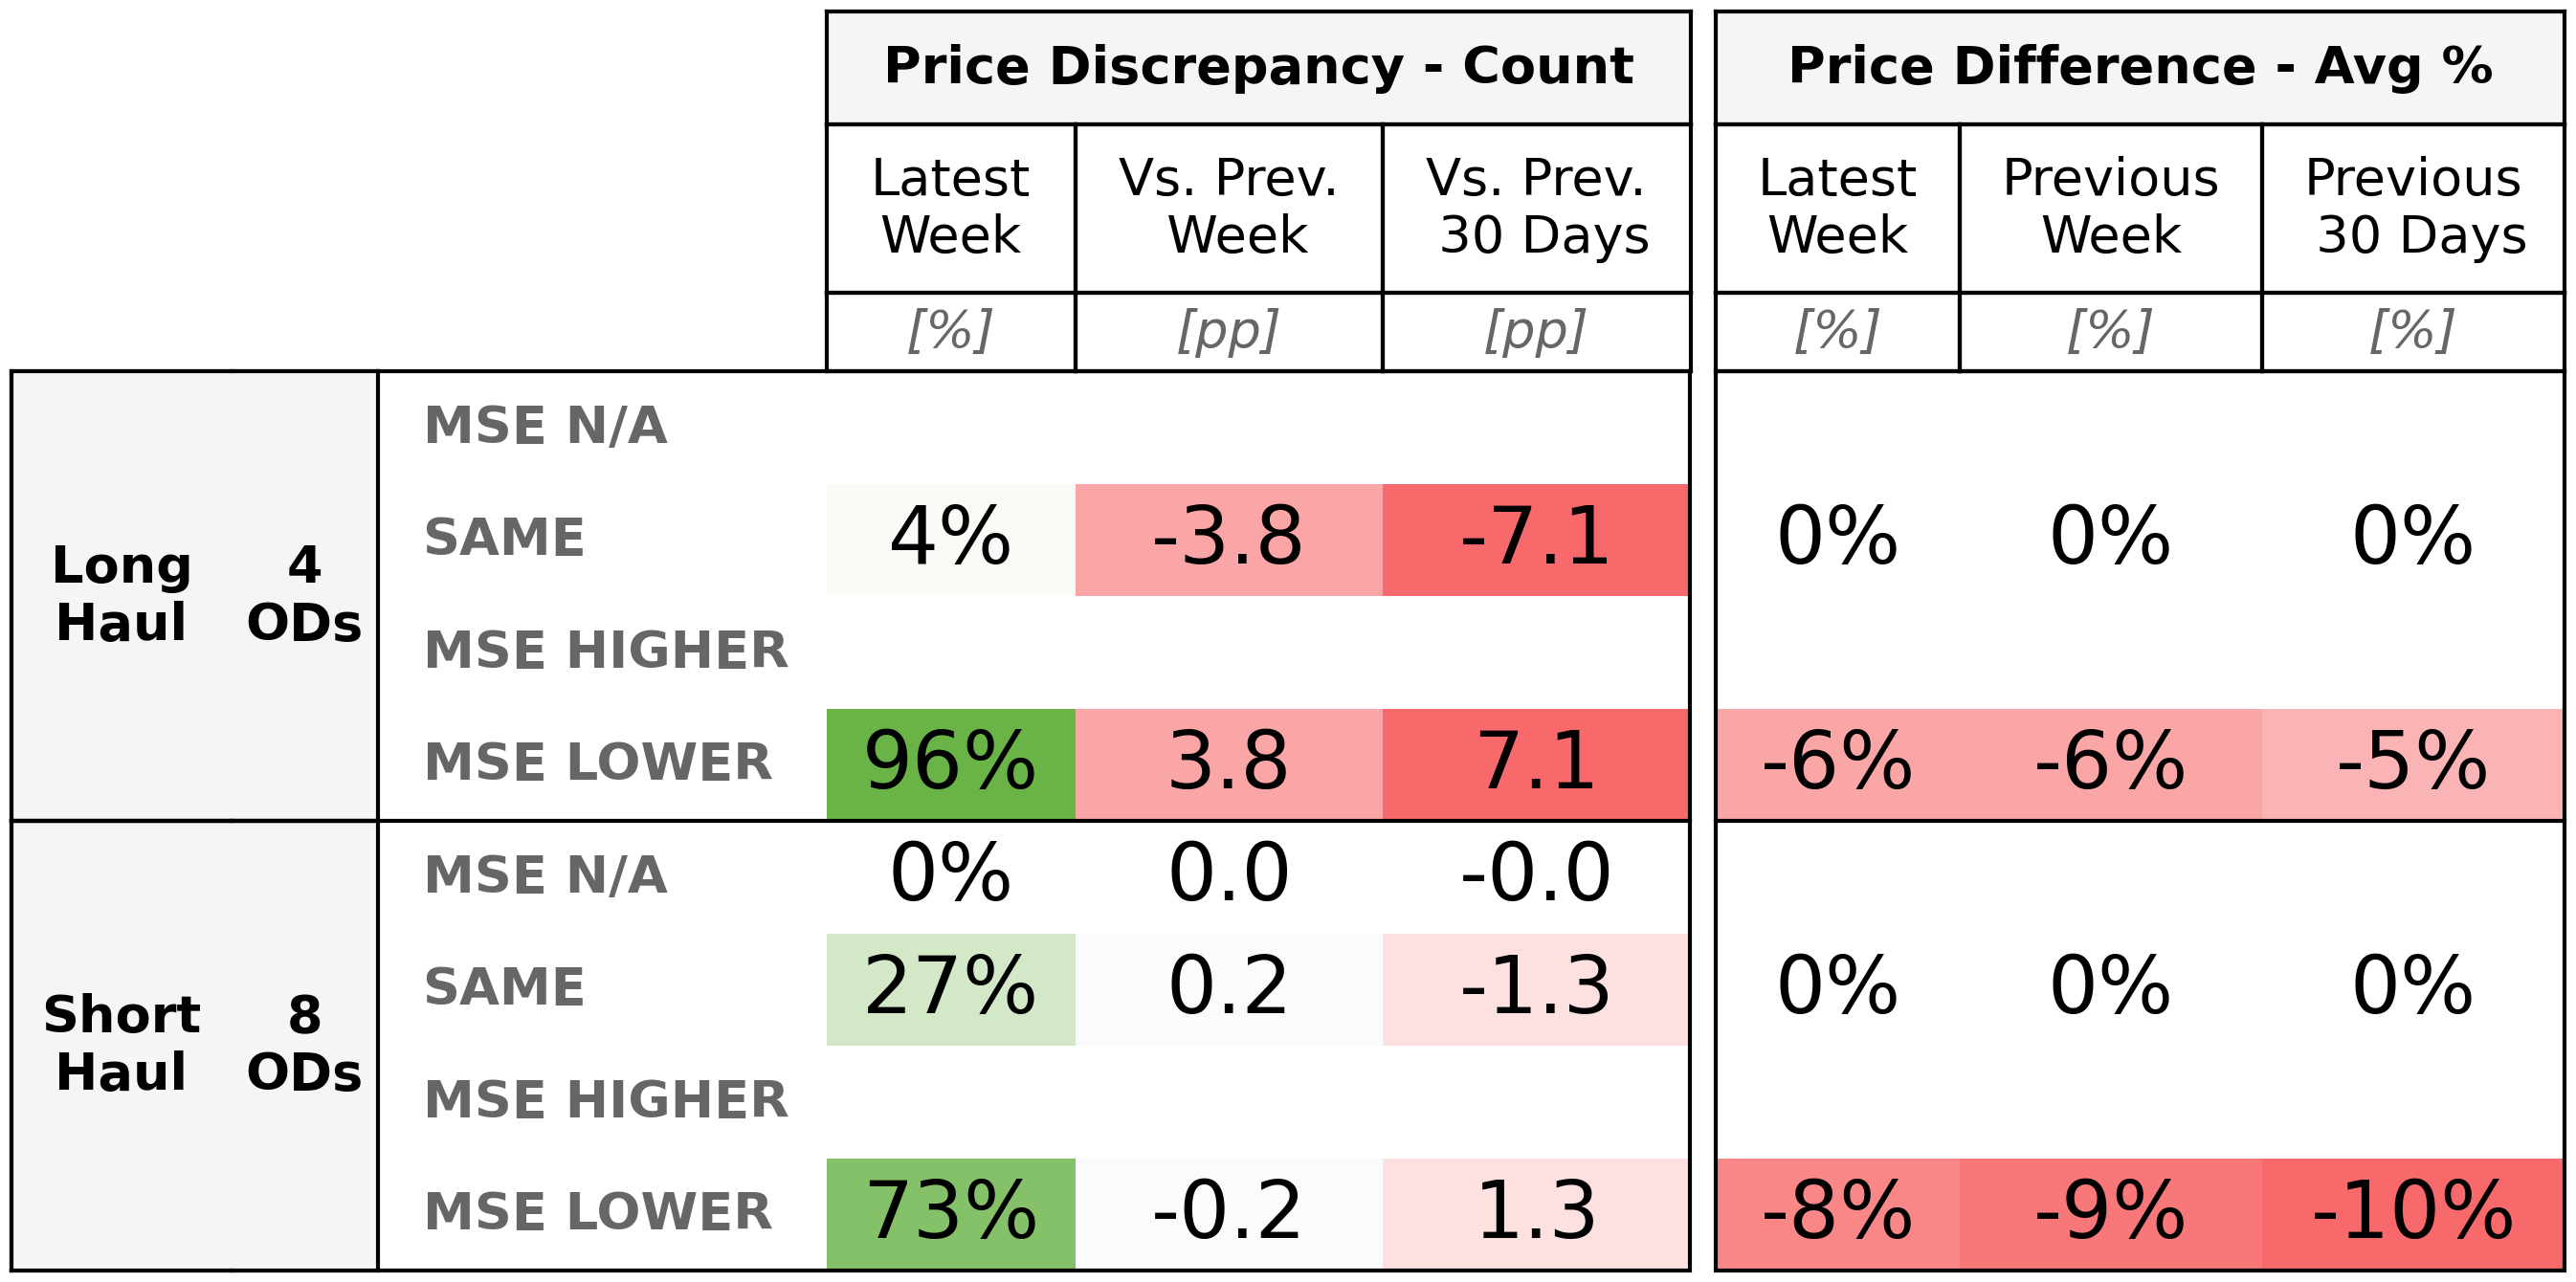 Price Discrepancy - Count Price Difference - Avg %
Latest Week Vs. Prev. Week Vs. Prev. 30 Days Latest Week Previous Week Previous 30 Days
[%] [pp] [pp] [%] [%] [%]
Long Haul 4 ODs
MSE N/A
SAME 4% -3.8 -7.1 0% 0% 0%
MSE HIGHER
MSE LOWER 96% 3.8 7.1 -6% -6% -5%
Short Haul 8 ODs
MSE N/A 0% 0.0 -0.0
SAME 27% 0.2 -1.3 0% 0% 0%
MSE HIGHER
MSE LOWER 73% -0.2 1.3 -8% -9% -10%